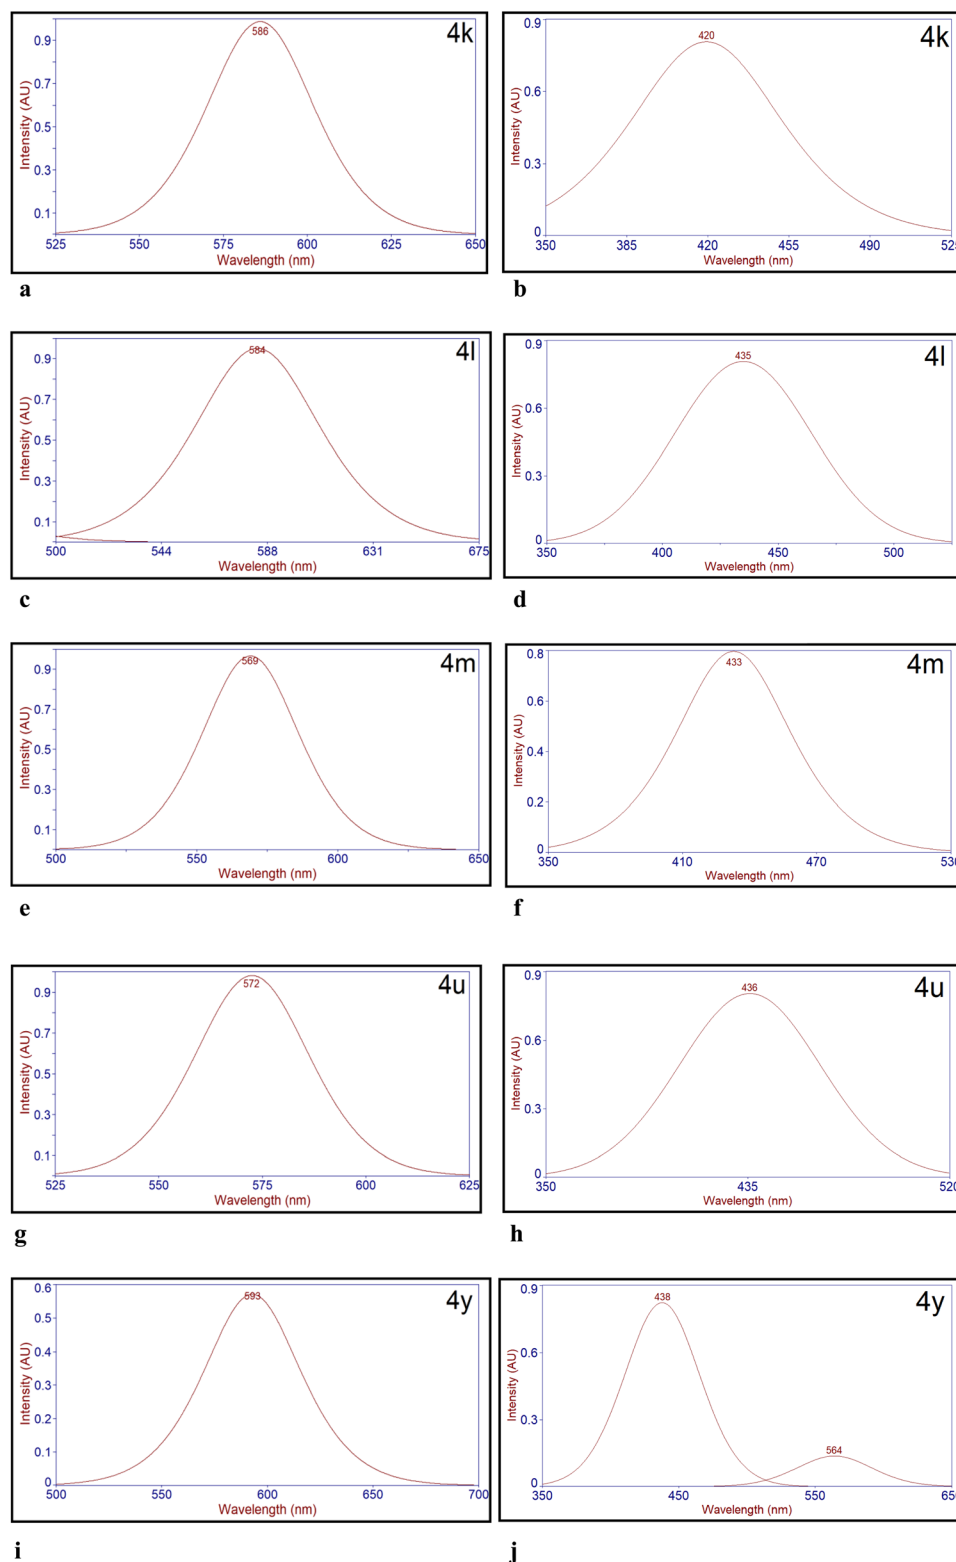 4k
586
0.9
0.7
0.5
0.3
0.1
Intensity (AU)
525 550 575 600 625 650
Wavelength (nm)
a
4k
420
0.9
0.6
0.3
0
Intensity (AU)
350 385 420 455 490 525
Wavelength (nm)
b
4l
584
0.9
0.7
0.5
0.3
0.1
Intensity (AU)
500 544 588 631 675
Wavelength (nm)
c
4l
435
0.9
0.6
0.3
0
Intensity (AU)
350 400 450 500
Wavelength (nm)
d
4m
569
0.9
0.7
0.5
0.3
0.1
Intensity (AU)
500 550 600 650
Wavelength (nm)
e
4m
433
0.8
0.6
0.4
0.2
0
Intensity (AU)
350 410 470 530
Wavelength (nm)
f
4u
572
0.9
0.7
0.5
0.3
0.1
Intensity (AU)
525 550 575 600 625
Wavelength (nm)
g
4u
436
0.9
0.6
0.3
0
Intensity (AU)
350 435 520
Wavelength (nm)
h
4y
593
0.6
0.5
0.4
0.3
0.2
0.1
0
Intensity (AU)
500 550 600 650 700
Wavelength (nm)
i
4y
438
564
0.9
0.6
0.3
0
Intensity (AU)
350 450 550 650
Wavelength (nm)
j